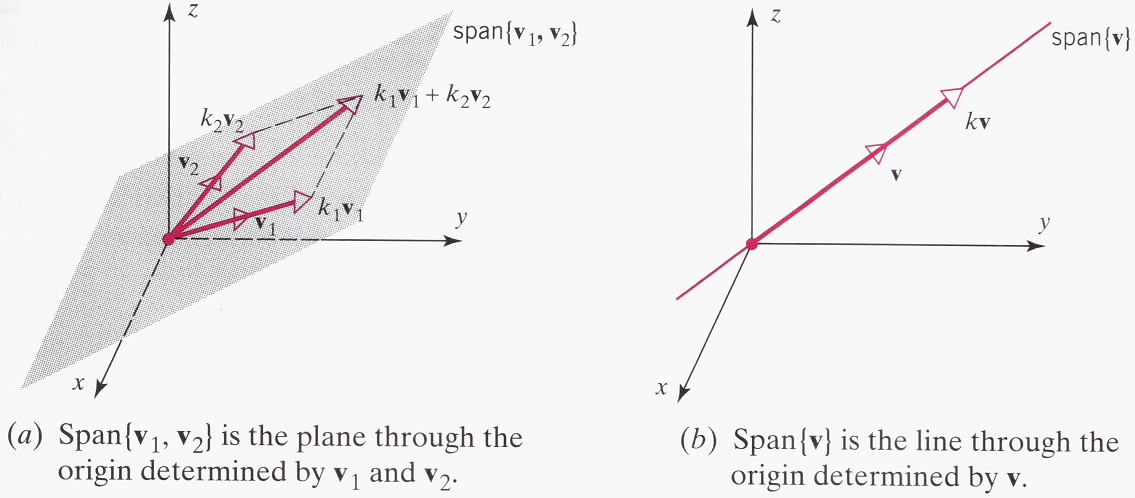 z
span{v₁, v₂}
k₁v₁ + k₂v₂
k₂v₂
v₂
k₁v₁
v₁
y
x
(a) Span{v₁, v₂} is the plane through the
origin determined by v₁ and v₂.
z
span{v}
kv
v
y
x
(b) Span{v} is the line through the
origin determined by v.